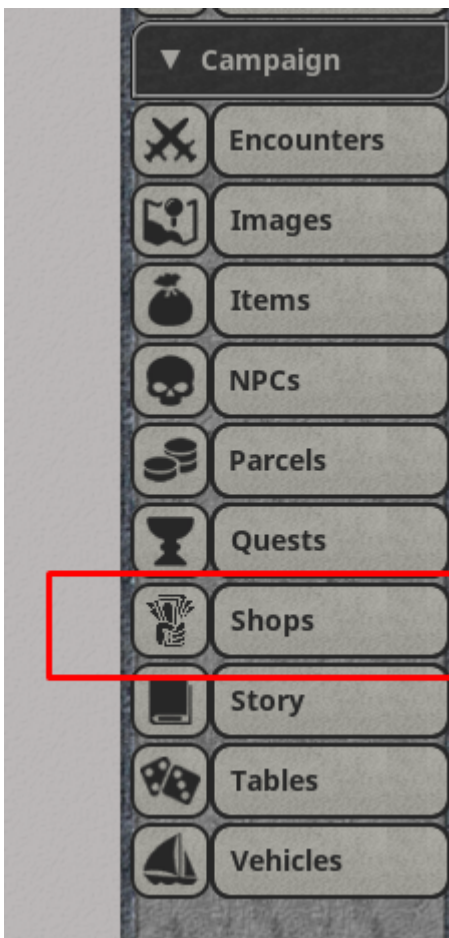 ▼ Campaign
Encounters
Images
Items
NPCs
Parcels
Quests
Shops
Story
Tables
Vehicles